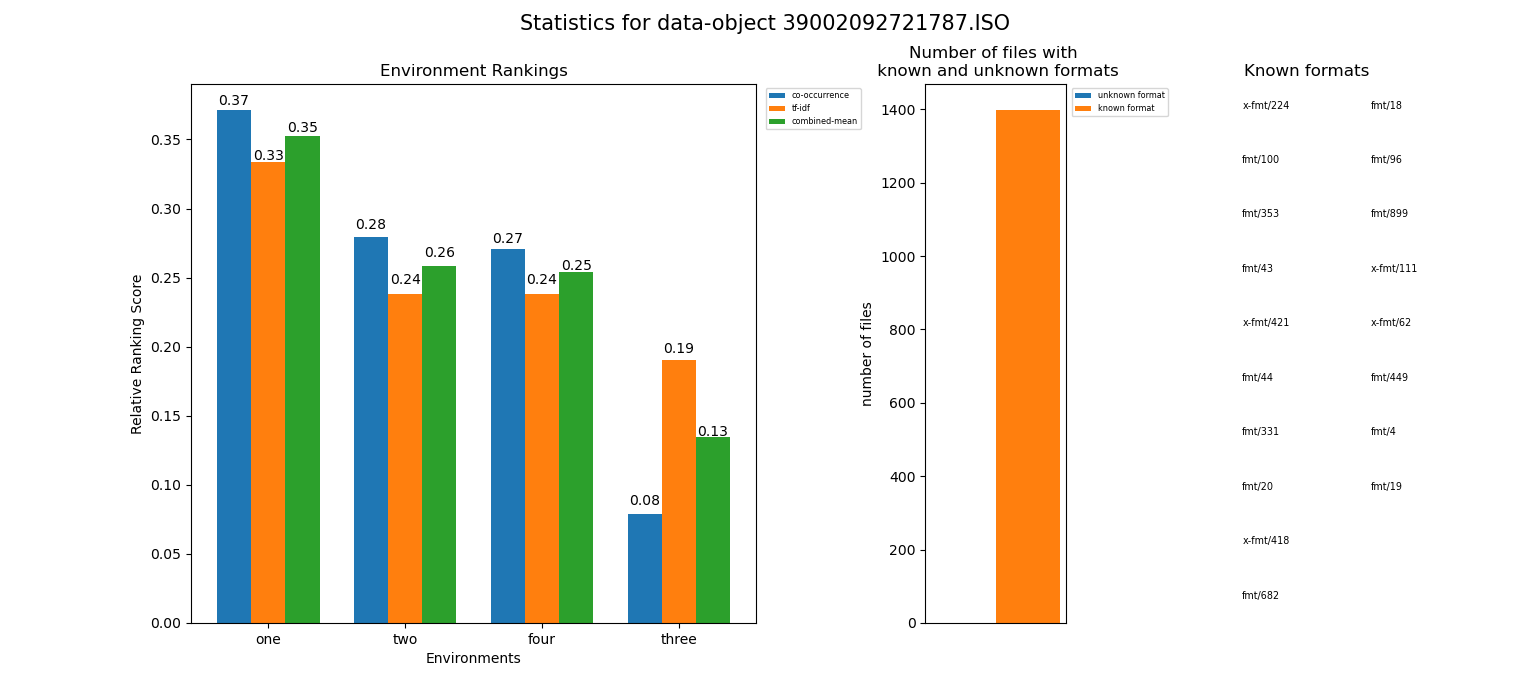 Statistics for data-object 39002092721787.ISO
Environment Rankings
0.37
0.33
0.35
0.28
0.24
0.26
0.27
0.24
0.25
0.08
0.19
0.13
0.35
0.30
0.25
0.20
0.15
0.10
0.05
0.00
Relative Ranking Score
one two four three
Environments
co-occurrence
tf-idf
combined-mean
Number of files with
known and unknown formats
1400
1200
1000
800
600
400
200
0
number of files
unknown format
known format
Known formats
x-fmt/224 fmt/18
fmt/100 fmt/96
fmt/353 fmt/899
fmt/43 x-fmt/111
x-fmt/421 x-fmt/62
fmt/44 fmt/449
fmt/331 fmt/4
fmt/20 fmt/19
x-fmt/418
fmt/682